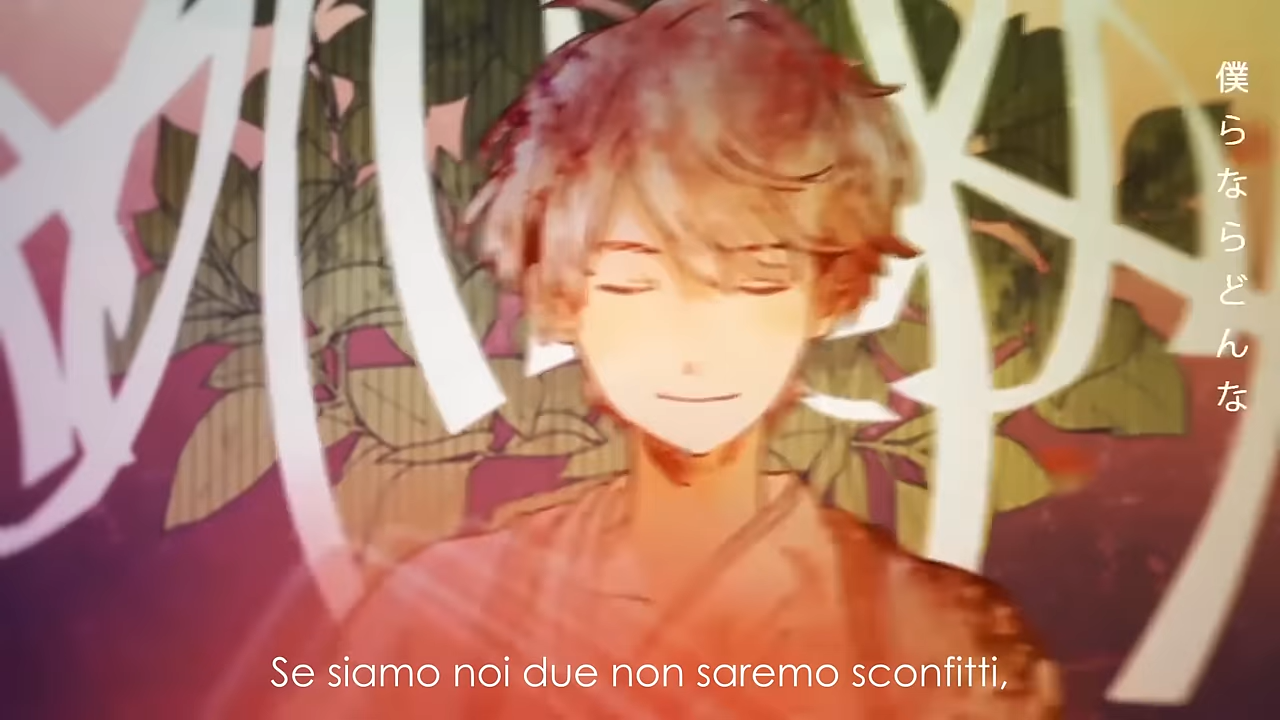 僕らならどんな
Se siamo noi due non saremo sconfitti,